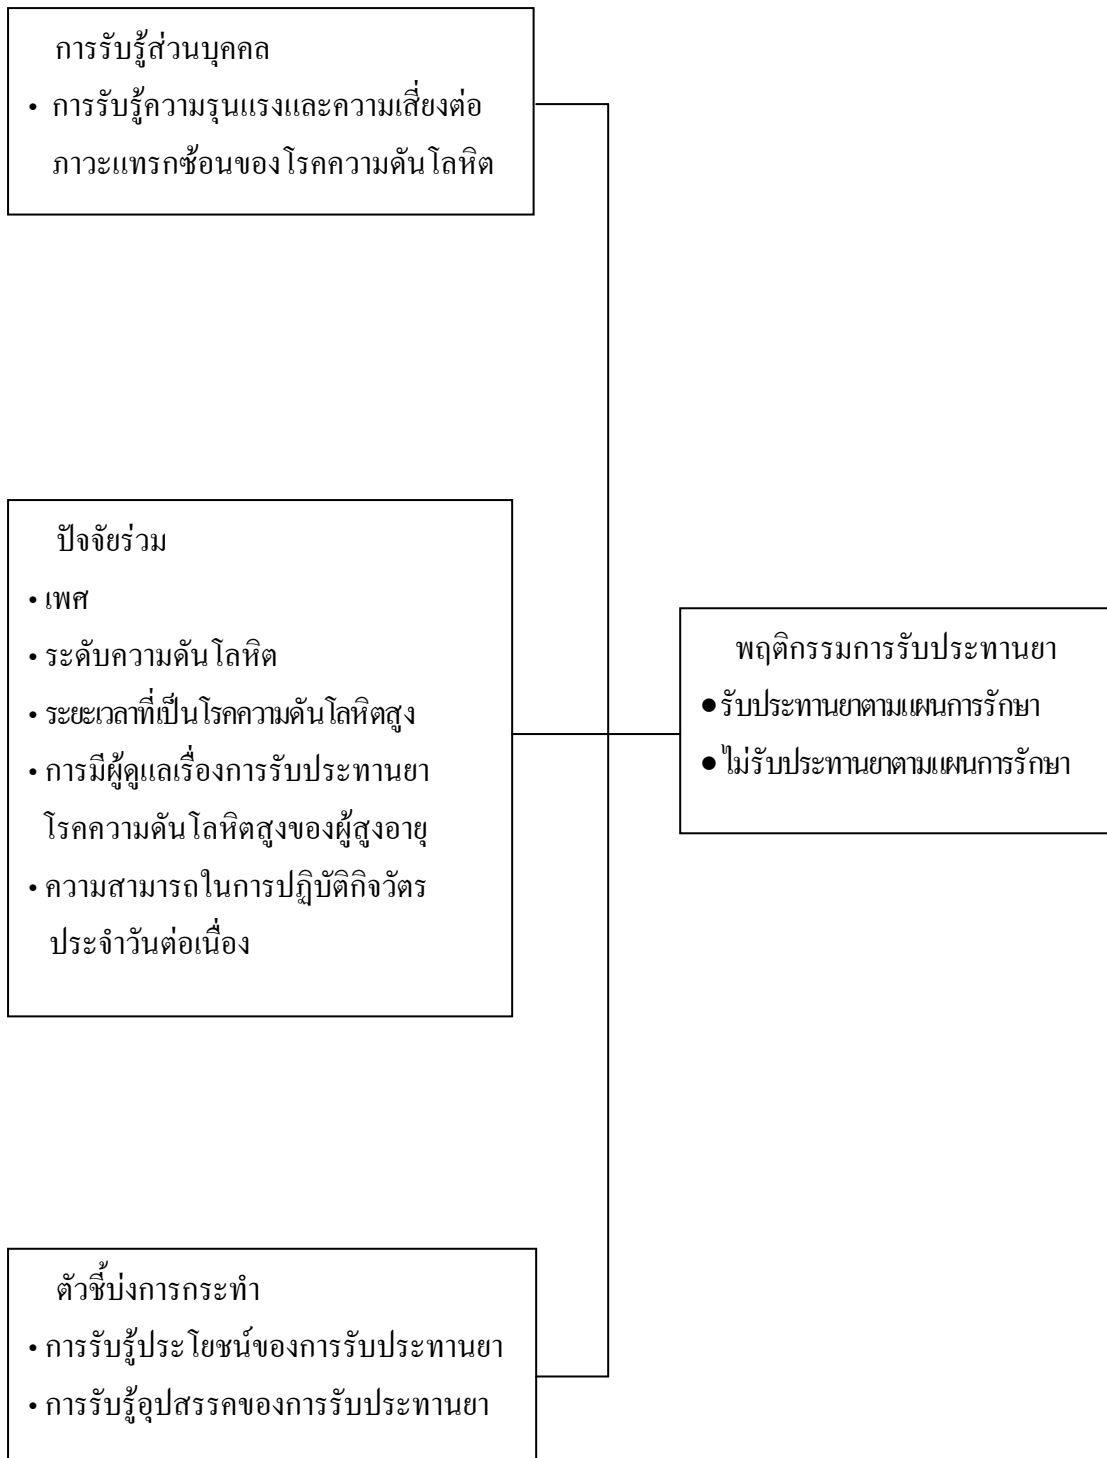 การรับรู้ส่วนบุคคล
• การรับรู้ความรุนแรงและความเสี่ยงต่อ
ภาวะแทรกซ้อนของโรคความดันโลหิต
ปัจจัยร่วม
• เพศ
• ระดับความดันโลหิต
• ระยะเวลาที่เป็นโรคความดันโลหิตสูง
• การมีผู้ดูแลเรื่องการรับประทานยา
โรคความดันโลหิตสูงของผู้สูงอายุ
• ความสามารถในการปฏิบัติกิจวัตร
ประจำวันต่อเนื่อง
พฤติกรรมการรับประทานยา
● รับประทานยาตามแผนการรักษา
● ไม่รับประทานยาตามแผนการรักษา
ตัวชี้บ่งการกระทำ
• การรับรู้ประโยชน์ของการรับประทานยา
• การรับรู้อุปสรรคของการรับประทานยา